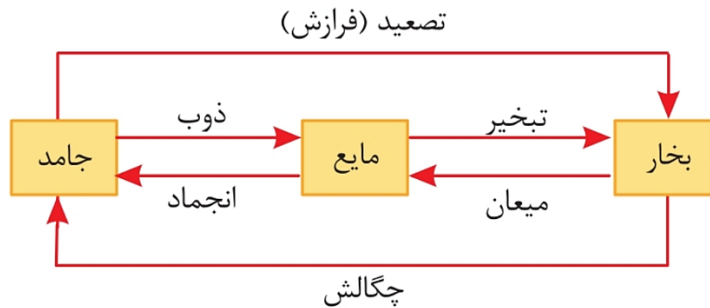 تصعید (فرازش)
ذوب
تبخیر
جامد
مایع
بخار
انجماد
میعان
چگالش